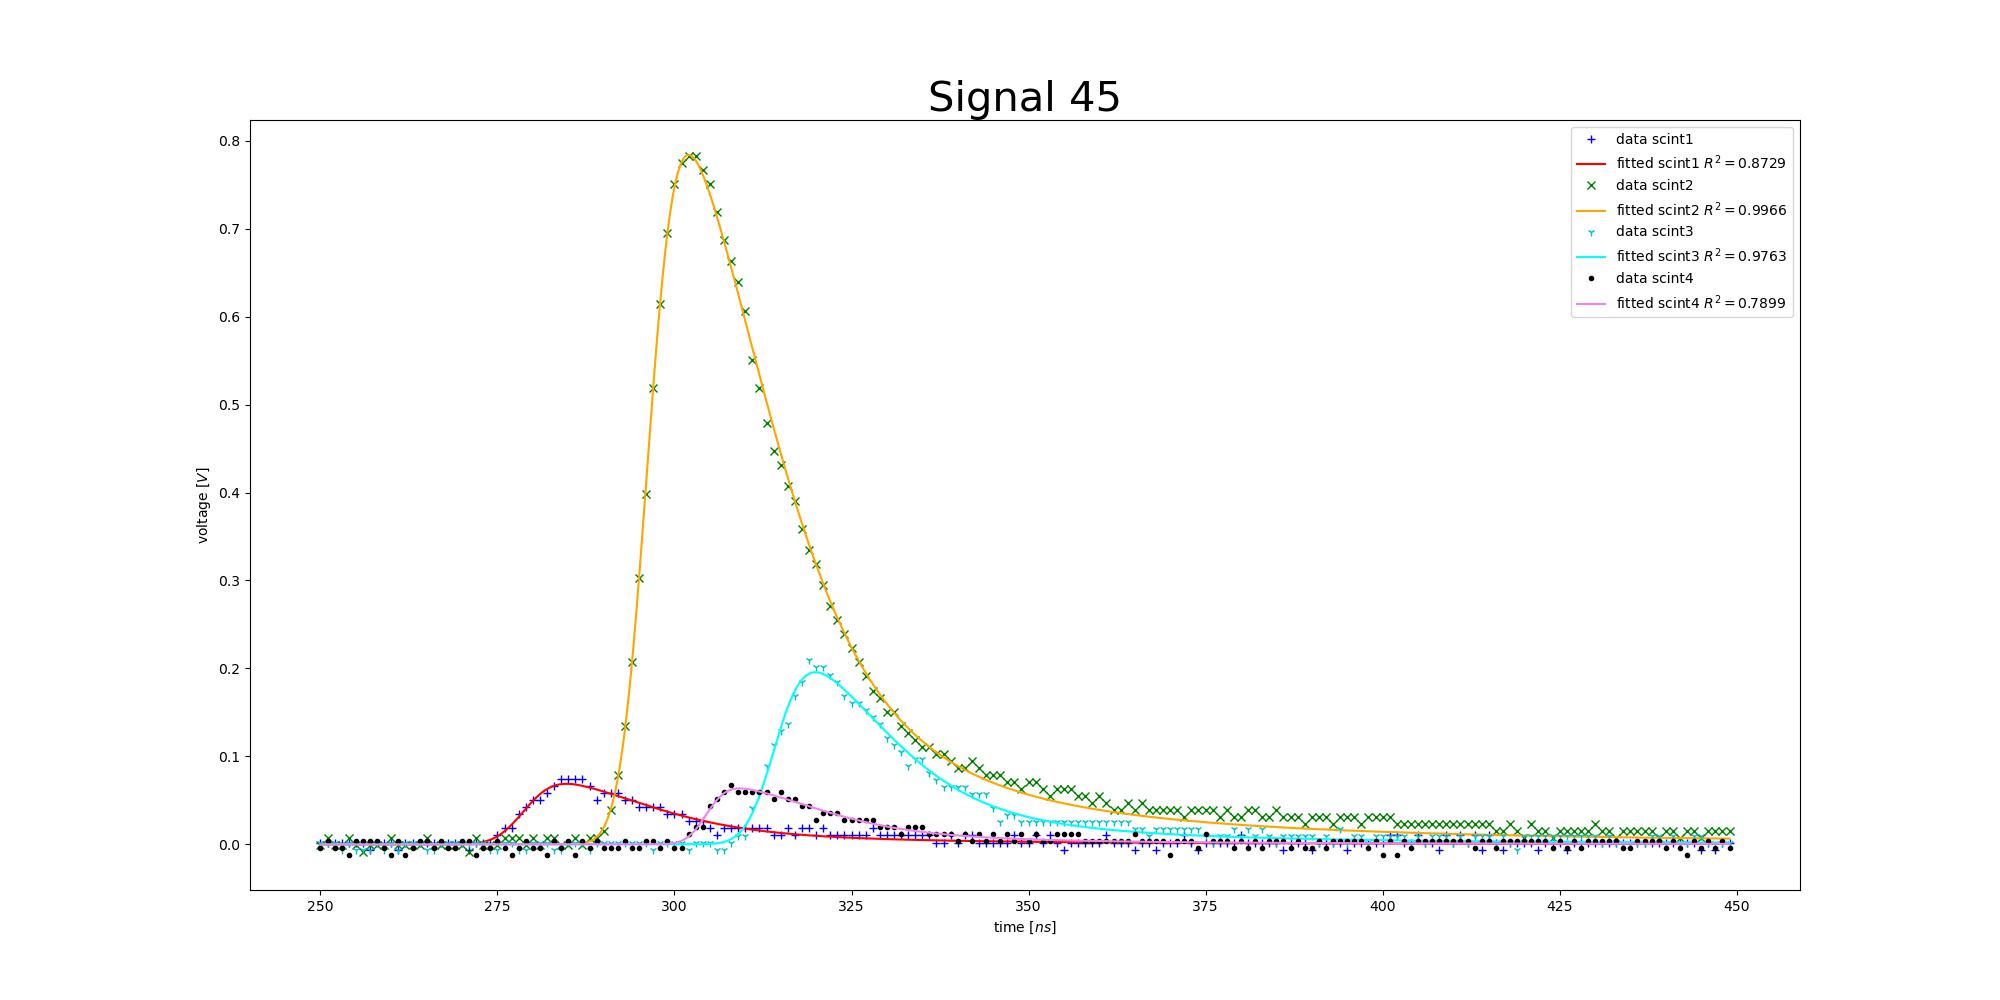 Signal 45
data scint1
fitted scint1 R² = 0.8729
data scint2
fitted scint2 R² = 0.9966
data scint3
fitted scint3 R² = 0.9763
data scint4
fitted scint4 R² = 0.7899
voltage [V]
0.8
0.7
0.6
0.5
0.4
0.3
0.2
0.1
0.0
250 275 300 325 350 375 400 425 450
time [ns]